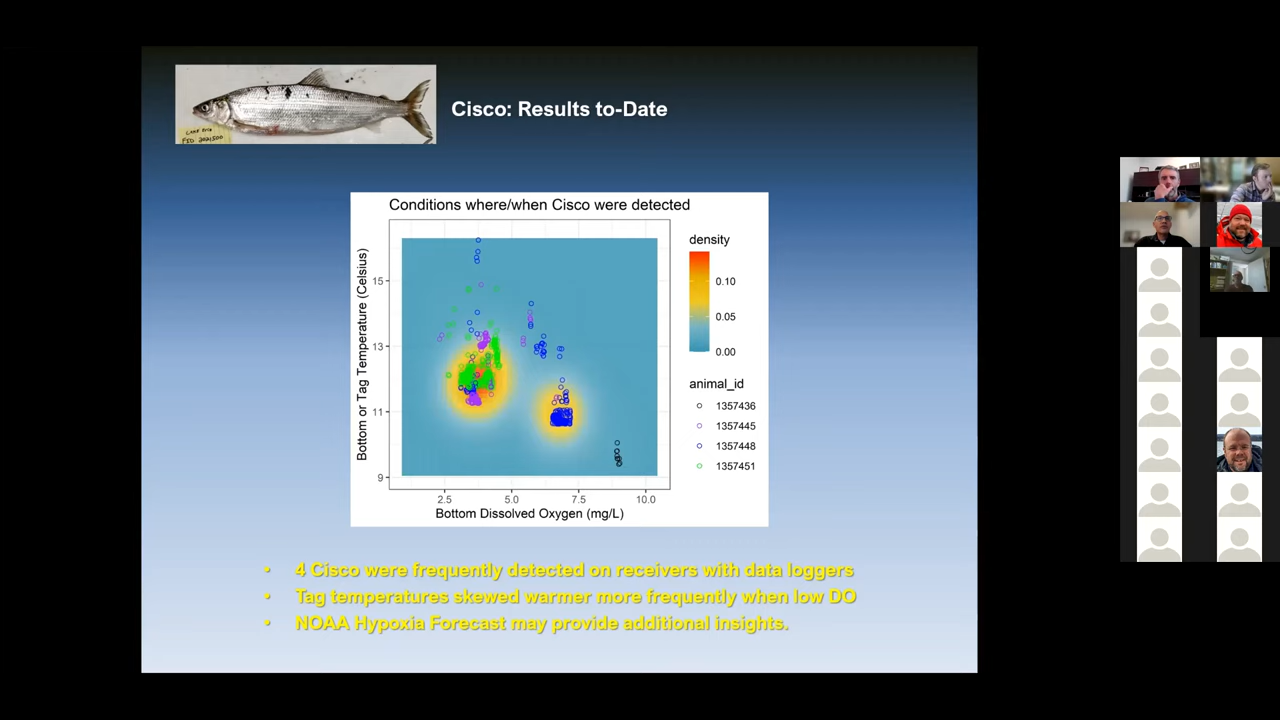 Cisco: Results to-Date
Conditions where/when Cisco were detected
Bottom or Tag Temperature (Celsius)
15
13
11
9
2.5
5.0
7.5
10.0
Bottom Dissolved Oxygen (mg/L)
density
0.10
0.05
0.00
animal_id
1357436
1357445
1357448
1357451
• 4 Cisco were frequently detected on receivers with data loggers
• Tag temperatures skewed warmer more frequently when low DO
• NOAA Hypoxia Forecast may provide additional insights.